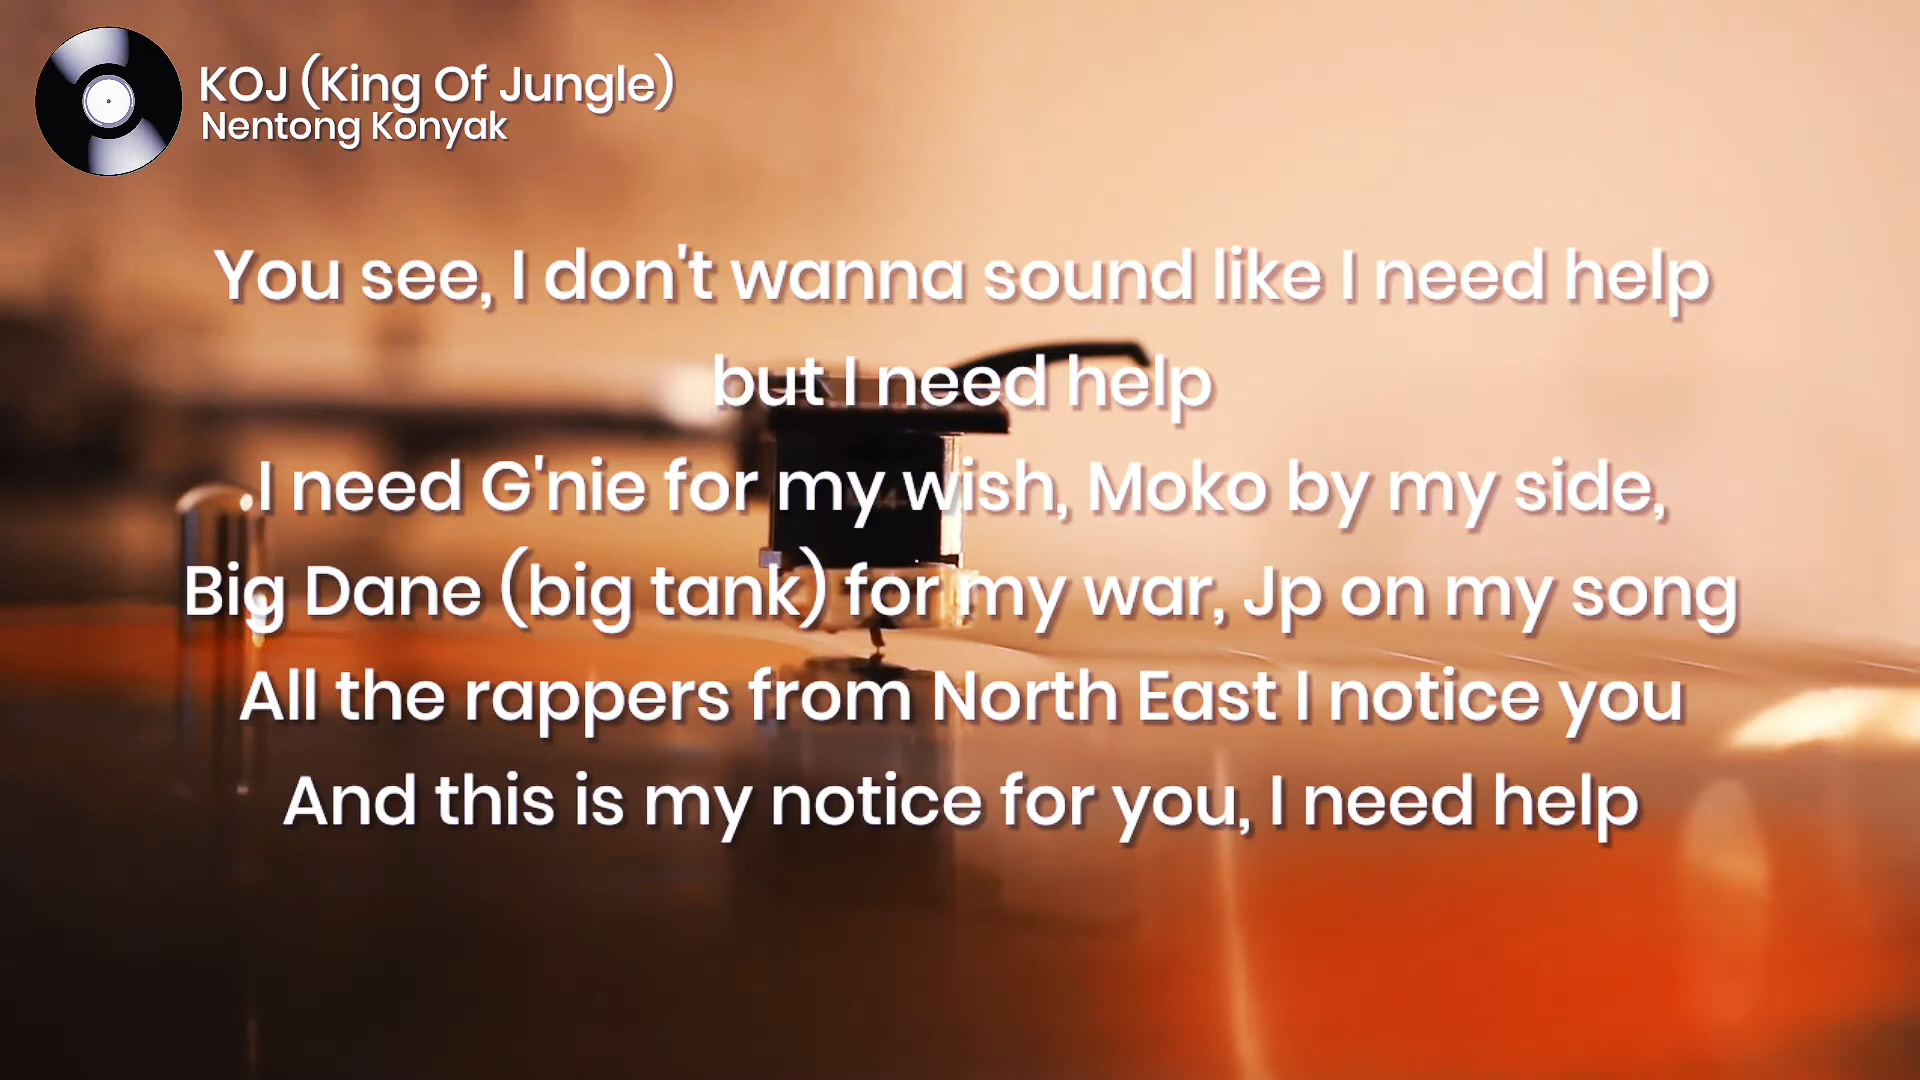 KOJ (King Of Jungle)
Nentong Konyak
You see, I don't wanna sound like I need help
but I need help
.I need G'nie for my wish, Moko by my side,
Big Dane (big tank) for my war, Jp on my song
All the rappers from North East I notice you
And this is my notice for you, I need help